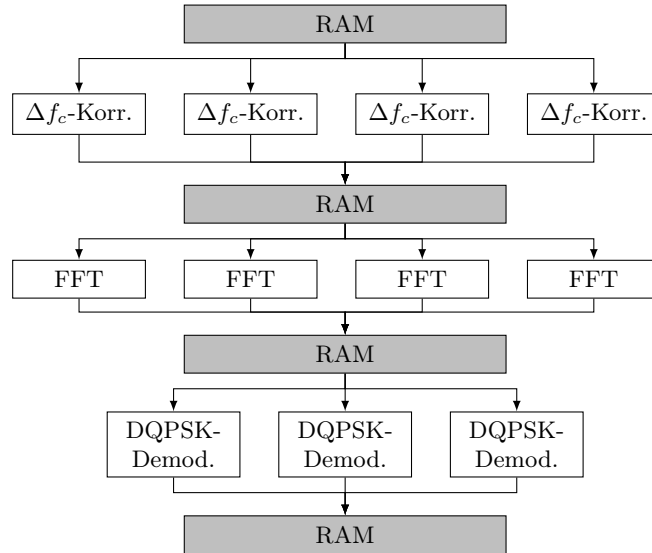 RAM
Δf_c-Korr. Δf_c-Korr. Δf_c-Korr. Δf_c-Korr.
RAM
FFT FFT FFT FFT
RAM
DQPSK- DQPSK- DQPSK-
Demod. Demod. Demod.
RAM